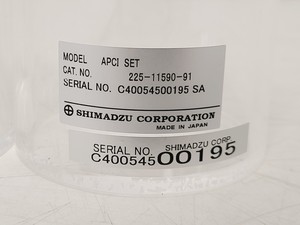 MODEL APCI SET
CAT. NO. 225-11590-91
SERIAL NO. C40054500195 SA
SHIMADZU CORPORATION
MADE IN JAPAN
SERIAL NO. SHIMADZU CORP.
C40054500195